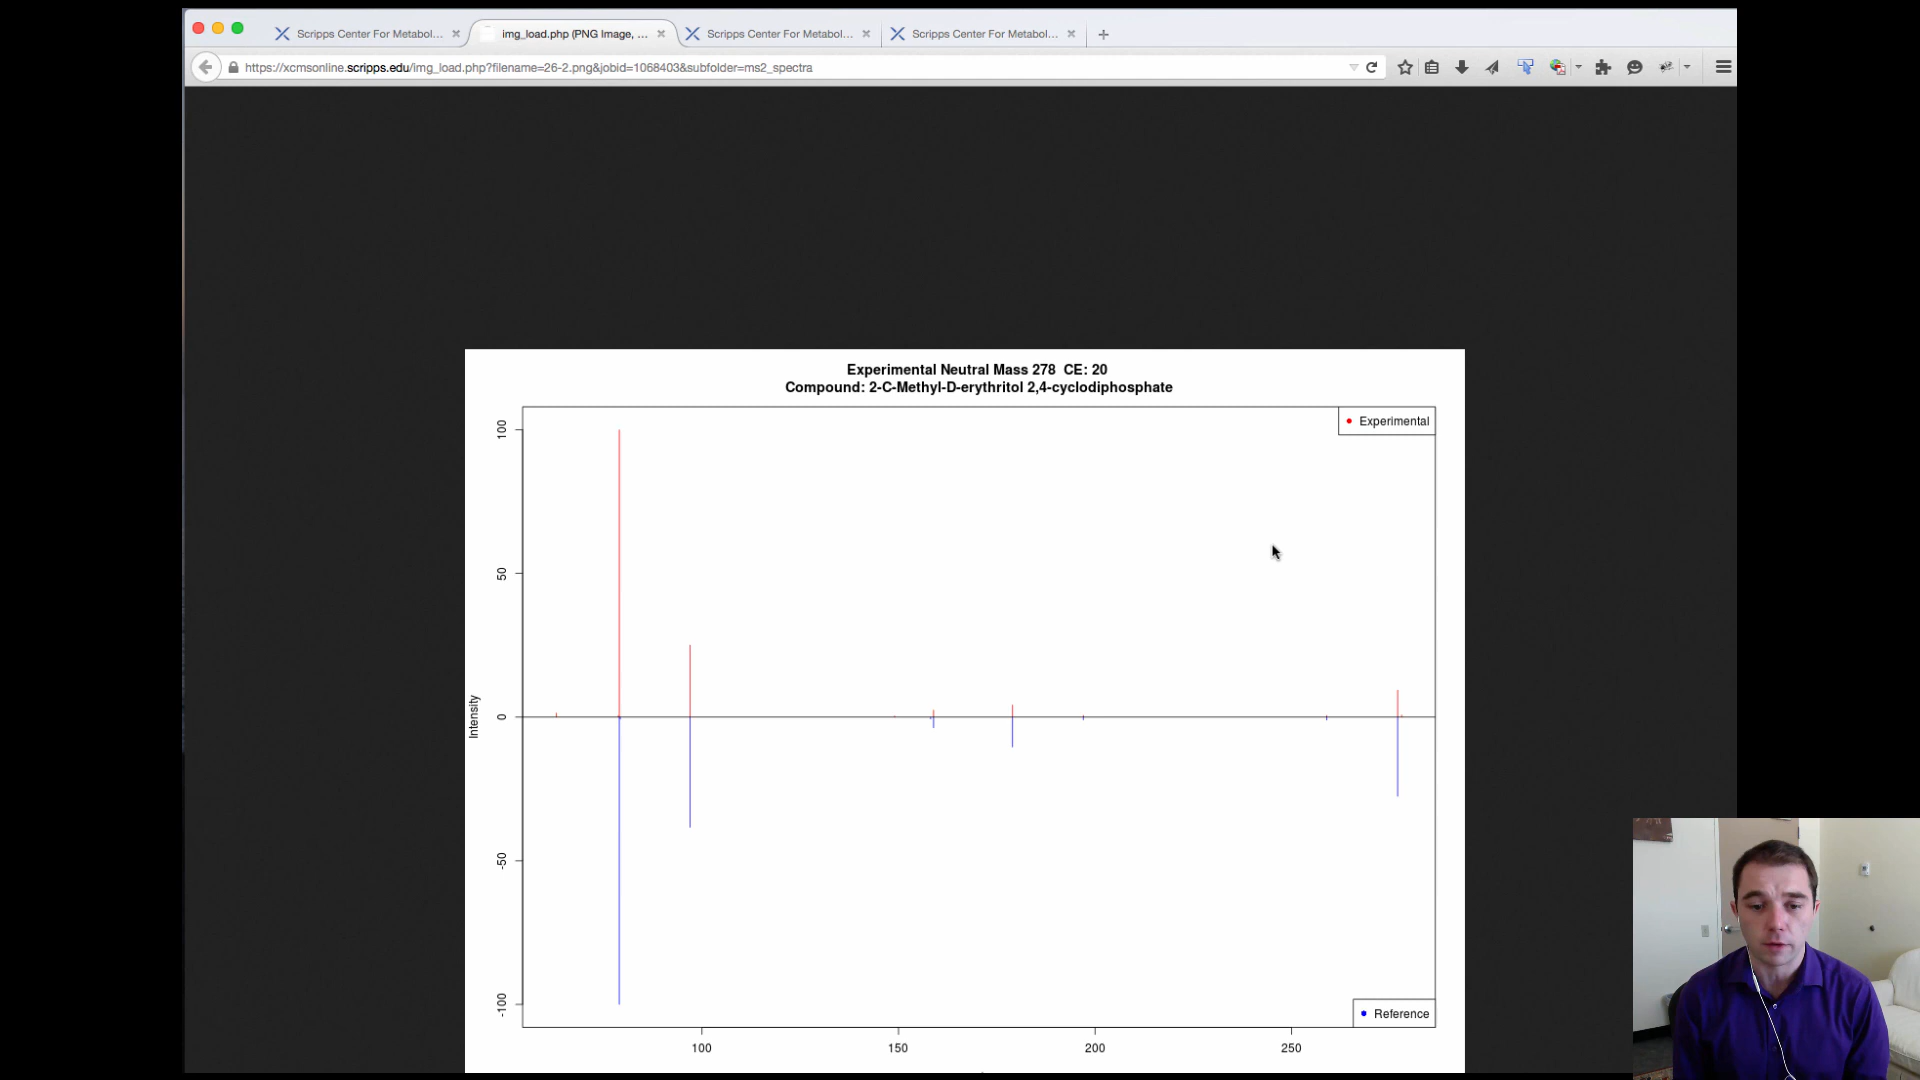 Scripps Center For Metabol...
img_load.php (PNG Image, ...
Scripps Center For Metabol...
Scripps Center For Metabol...
https://xcmsonline.scripps.edu/img_load.php?filename=26-2.png&jobid=1068403&subfolder=ms2_spectra
Experimental Neutral Mass 278 CE: 20
Compound: 2-C-Methyl-D-erythritol 2,4-cyclodiphosphate
Experimental
100
50
0
-50
-100
Intensity
Reference
100
150
200
250